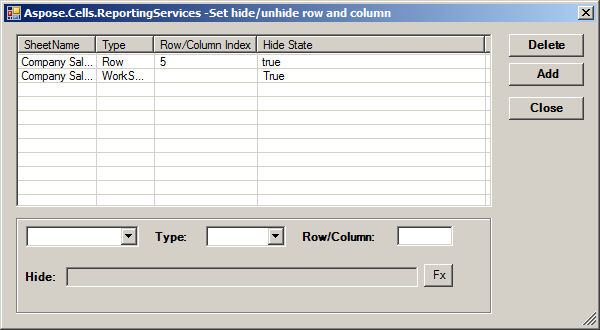 Aspose.Cells.ReportingServices -Set hide/unhide row and column
SheetName Type Row/Column Index Hide State
Company Sal... Row 5 true
Company Sal... WorkS... True
Delete
Add
Close
Type: Row/Column:
Hide: Fx